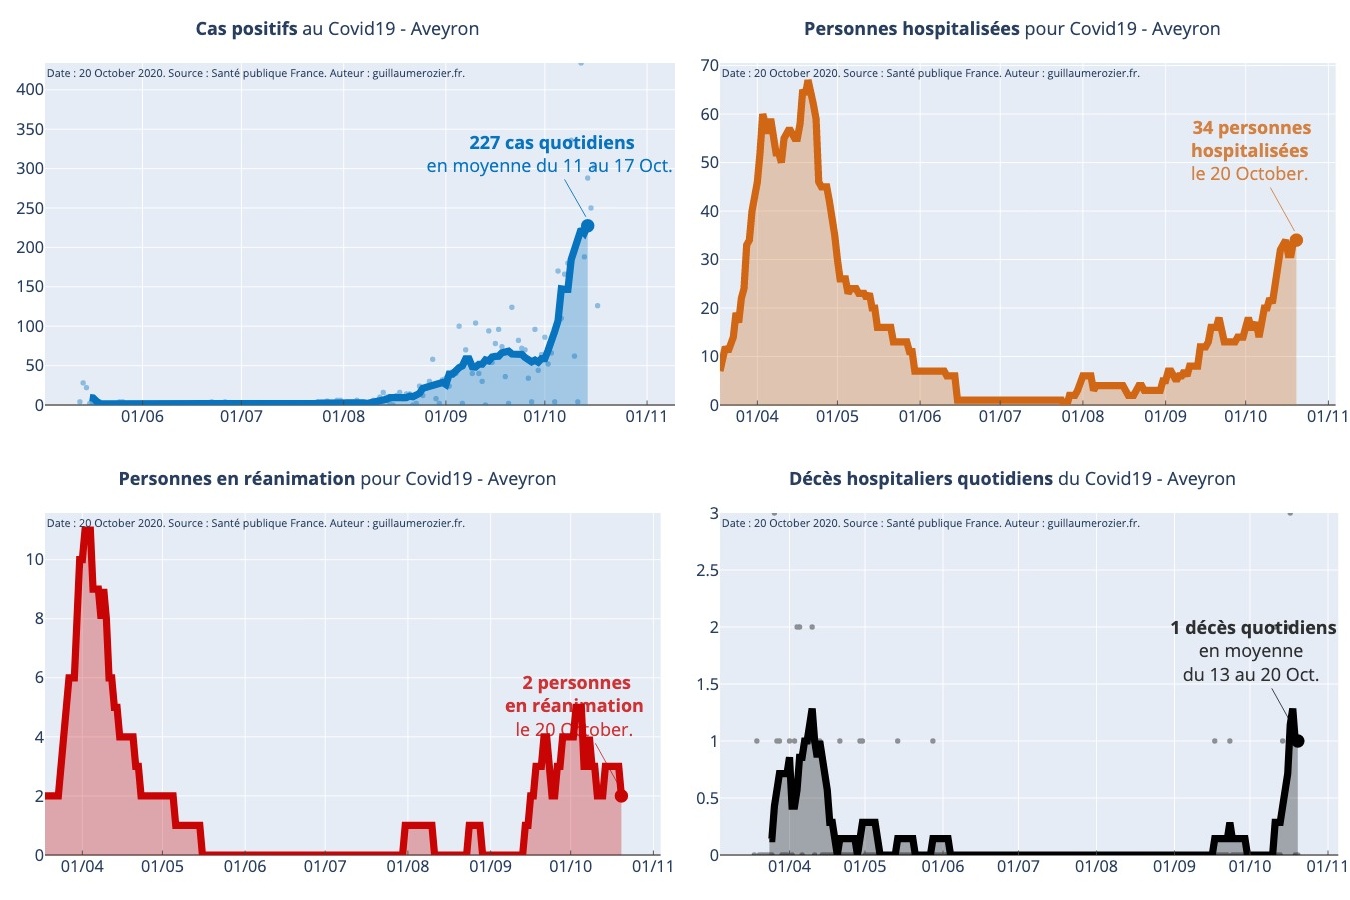 Cas positifs au Covid19 - Aveyron
Date : 20 October 2020. Source : Santé publique France. Auteur : guillaumerozier.fr.
400
350
300
250
200
150
100
50
0
227 cas quotidiens
en moyenne du 11 au 17 Oct.
01/06 01/07 01/08 01/09 01/10 01/11
Personnes hospitalisées pour Covid19 - Aveyron
Date : 20 October 2020. Source : Santé publique France. Auteur : guillaumerozier.fr.
70
60
50
40
30
20
10
0
34 personnes
hospitalisées
le 20 October.
01/04 01/05 01/06 01/07 01/08 01/09 01/10 01/11
Personnes en réanimation pour Covid19 - Aveyron
Date : 20 October 2020. Source : Santé publique France. Auteur : guillaumerozier.fr.
10
8
6
4
2
0
2 personnes
en réanimation
le 20 October.
01/04 01/05 01/06 01/07 01/08 01/09 01/10 01/11
Décès hospitaliers quotidiens du Covid19 - Aveyron
Date : 20 October 2020. Source : Santé publique France. Auteur : guillaumerozier.fr.
3
2.5
2
1.5
1
0.5
0
1 décès quotidiens
en moyenne
du 13 au 20 Oct.
01/04 01/05 01/06 01/07 01/08 01/09 01/10 01/11